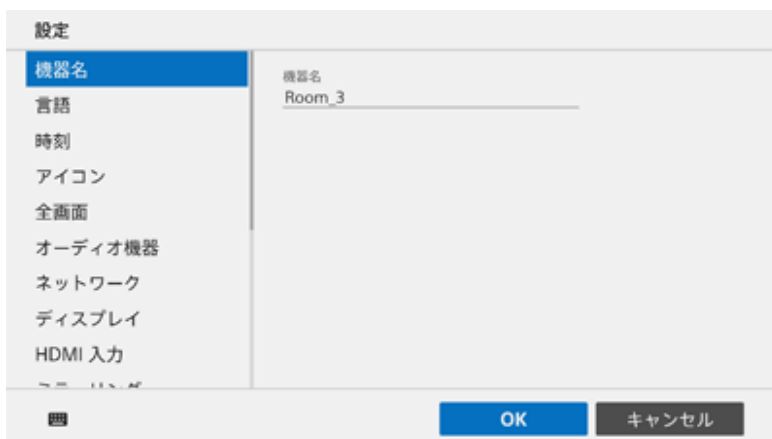 設定
機器名
言語
時刻
アイコン
全画面
オーディオ機器
ネットワーク
ディスプレイ
HDMI 入力
機器名
Room_3
OK
キャンセル